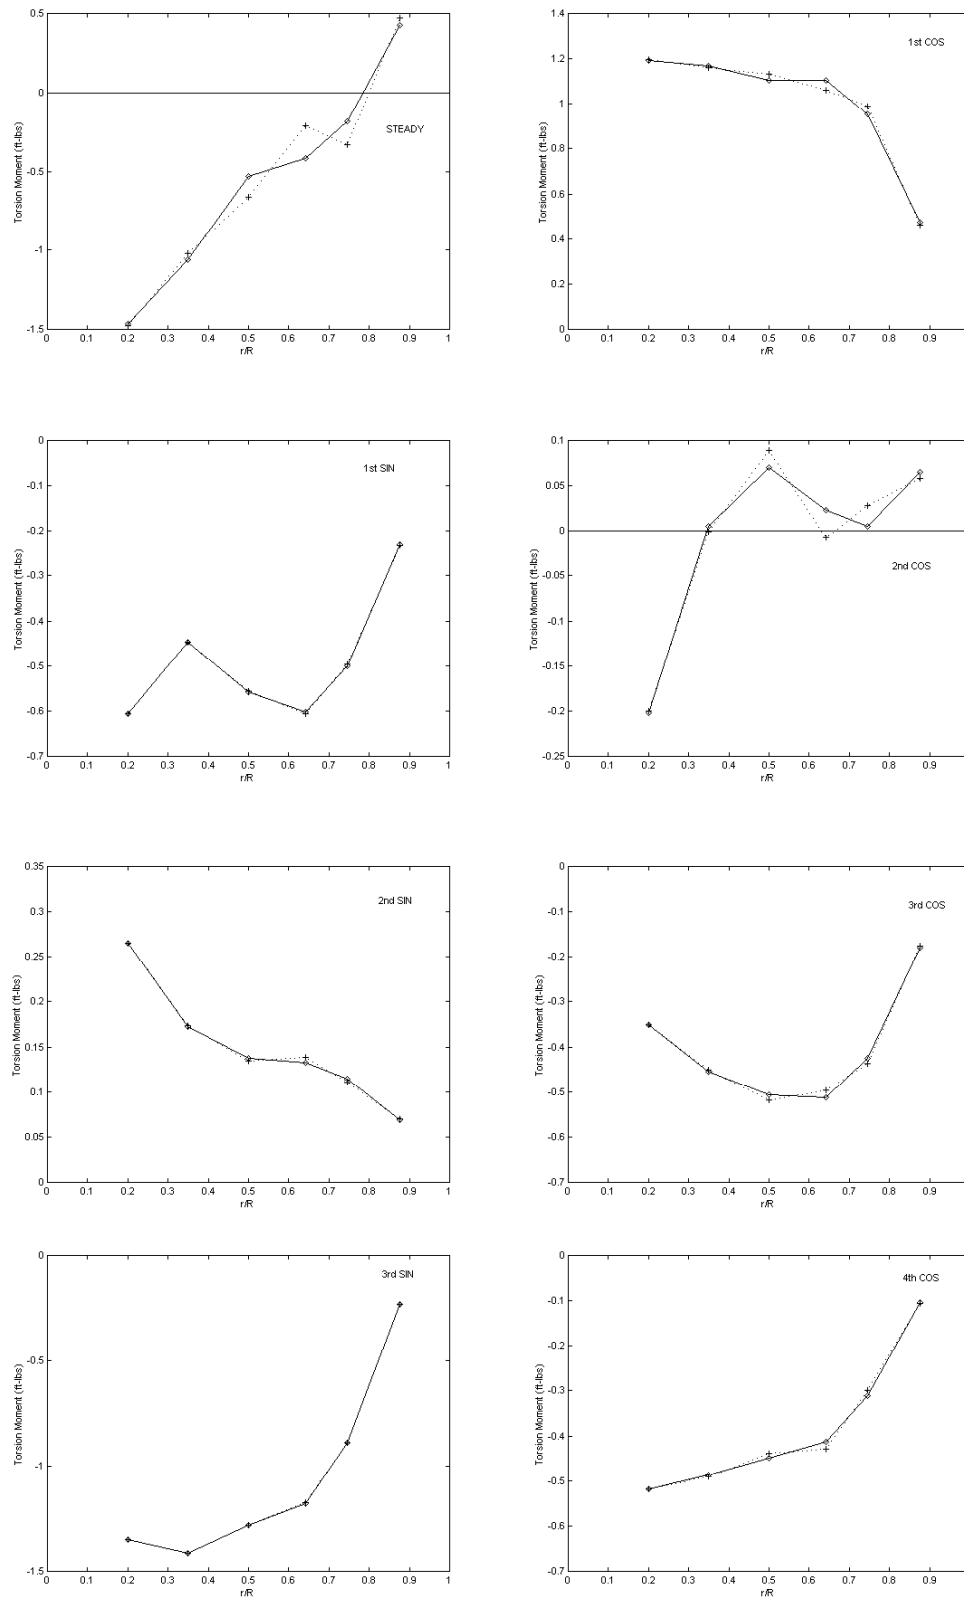 0.5
0
-0.5
-1
-1.5
Torsion Moment (ft-lbs)
STEADY
0 0.1 0.2 0.3 0.4 0.5 0.6 0.7 0.8 0.9 1
r/R
1.4
1.2
1
0.8
0.6
0.4
0.2
0
Torsion Moment (ft-lbs)
1st COS
0 0.1 0.2 0.3 0.4 0.5 0.6 0.7 0.8 0.9
r/R
0
-0.1
-0.2
-0.3
-0.4
-0.5
-0.6
-0.7
Torsion Moment (ft-lbs)
1st SIN
0 0.1 0.2 0.3 0.4 0.5 0.6 0.7 0.8 0.9 1
r/R
0.1
0.05
0
-0.05
-0.1
-0.15
-0.2
-0.25
Torsion Moment (ft-lbs)
2nd COS
0 0.1 0.2 0.3 0.4 0.5 0.6 0.7 0.8 0.9
r/R
0.35
0.3
0.25
0.2
0.15
0.1
0.05
0
Torsion Moment (ft-lbs)
2nd SIN
0 0.1 0.2 0.3 0.4 0.5 0.6 0.7 0.8 0.9 1
r/R
0
-0.1
-0.2
-0.3
-0.4
-0.5
-0.6
-0.7
Torsion Moment (ft-lbs)
3rd COS
0 0.1 0.2 0.3 0.4 0.5 0.6 0.7 0.8 0.9
r/R
0
-0.5
-1
-1.5
Torsion Moment (ft-lbs)
3rd SIN
0 0.1 0.2 0.3 0.4 0.5 0.6 0.7 0.8 0.9 1
r/R
0
-0.1
-0.2
-0.3
-0.4
-0.5
-0.6
-0.7
Torsion Moment (ft-lbs)
4th COS
0 0.1 0.2 0.3 0.4 0.5 0.6 0.7 0.8 0.9
r/R